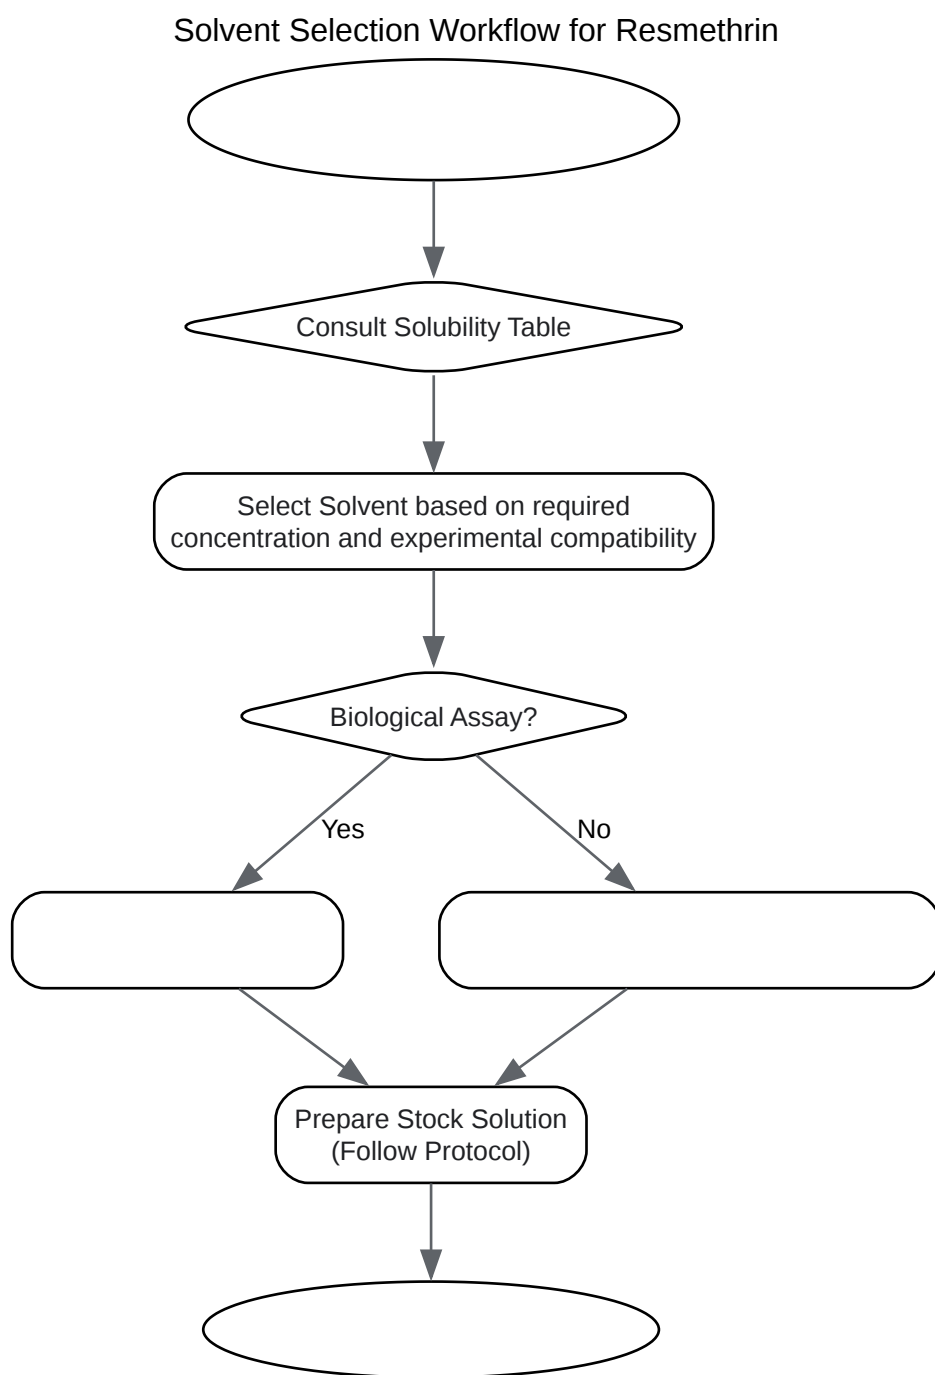 Solvent Selection Workflow for Resmethrin
Consult Solubility Table
Select Solvent based on required
concentration and experimental compatibility
Biological Assay?
Yes
No
Prepare Stock Solution
(Follow Protocol)